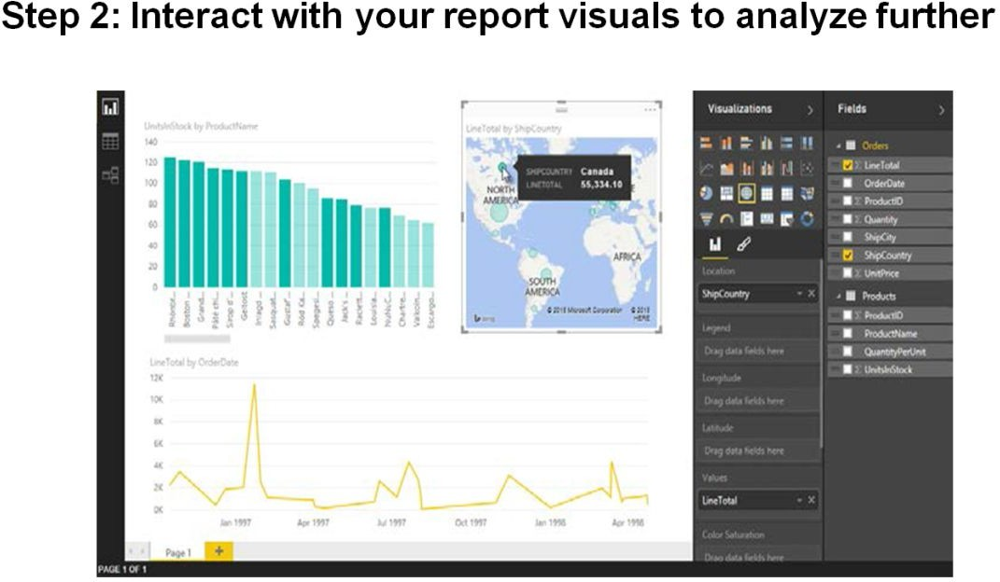 Step 2: Interact with your report visuals to analyze further
UnitsInStock by ProductName
140
120
100
80
60
40
20
0
Rhönbr...
Boston ...
Grand...
Pâté chi...
Sirop d'...
Geitost
Inlagd ...
Sasquat...
Gustaf'...
Röd Ka...
Spegesi...
Queso ...
Jack's ...
Raclett...
Louisia...
NuNuC...
Chartre...
Valkoin...
Escargo...
LineTotal by ShipCountry
SHIPCOUNTRY Canada
LINETOTAL 55,334.10
NORTH
AMERICA
E
AFRICA
SOUTH
AMERICA
bing
© 2015 Microsoft Corporation © 2015
HERE
LineTotal by OrderDate
12K
10K
8K
6K
4K
2K
0K
Jan 1997
Apr 1997
Jul 1997
Oct 1997
Jan 1998
Apr 1998
Page 1
+
PAGE 1 OF 1
Visualizations
Location
ShipCountry
Legend
Drag data fields here
Longitude
Drag data fields here
Latitude
Drag data fields here
Values
LineTotal
Color Saturation
Drag data fields here
Fields
Orders
Σ LineTotal
OrderDate
Σ ProductID
Σ Quantity
ShipCity
ShipCountry
Σ UnitPrice
Products
Σ ProductID
ProductName
QuantityPerUnit
Σ UnitsInStock